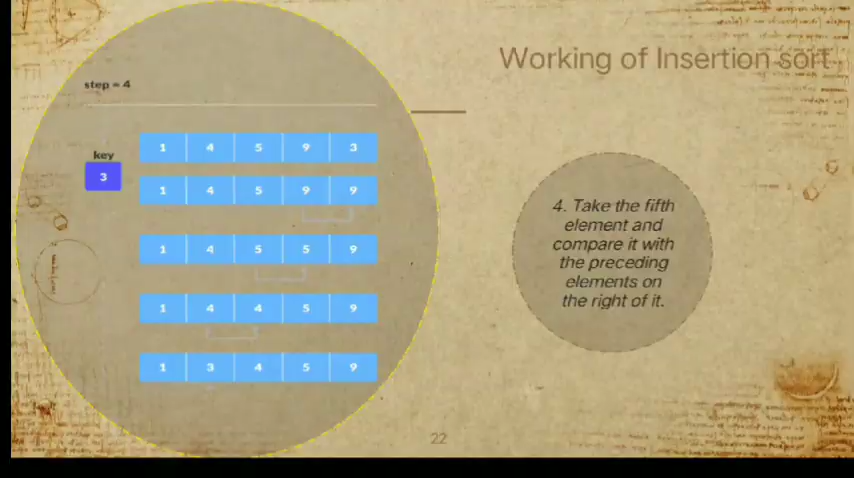 Working of Insertion sort
step = 4
key
3
1 4 5 9 3
1 4 5 9 9
1 4 5 5 9
1 4 4 5 9
1 3 4 5 9
4. Take the fifth
element and
compare it with
the preceding
elements on
the right of it.
22